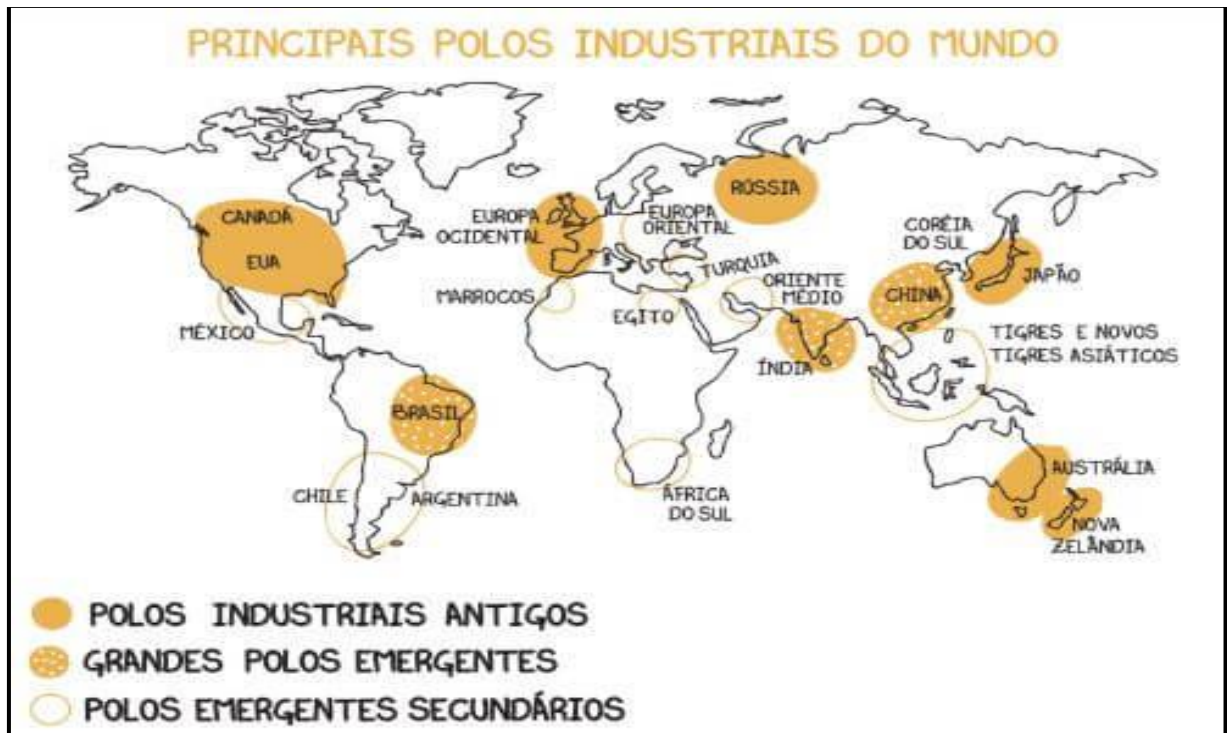 PRINCIPAIS POLOS INDUSTRIAIS DO MUNDO
CANADÁ
EUA
MÉXICO
BRASIL
CHILE
ARGENTINA
EUROPA
OCIDENTAL
EUROPA
ORIENTAL
RÚSSIA
TURQUIA
MARROCOS
EGITO
ORIENTE
MÉDIO
ÁFRICA
DO SUL
ÍNDIA
CHINA
CORÉIA
DO SUL
JAPÃO
TIGRES E NOVOS
TIGRES ASIÁTICOS
AUSTRÁLIA
NOVA
ZELÂNDIA
POLOS INDUSTRIAIS ANTIGOS
GRANDES POLOS EMERGENTES
POLOS EMERGENTES SECUNDÁRIOS